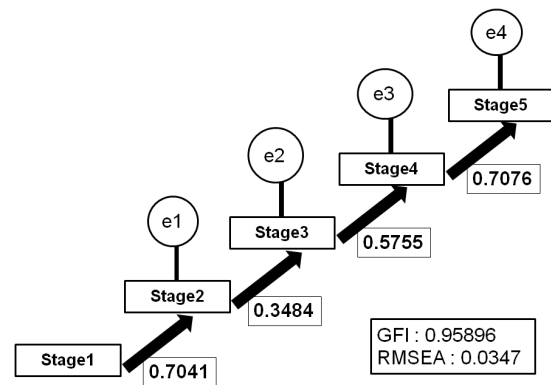 e4
Stage5
e3
Stage4
0.7076
e2
Stage3
0.5755
e1
Stage2
0.3484
Stage1
0.7041
GFI : 0.95896
RMSEA : 0.0347